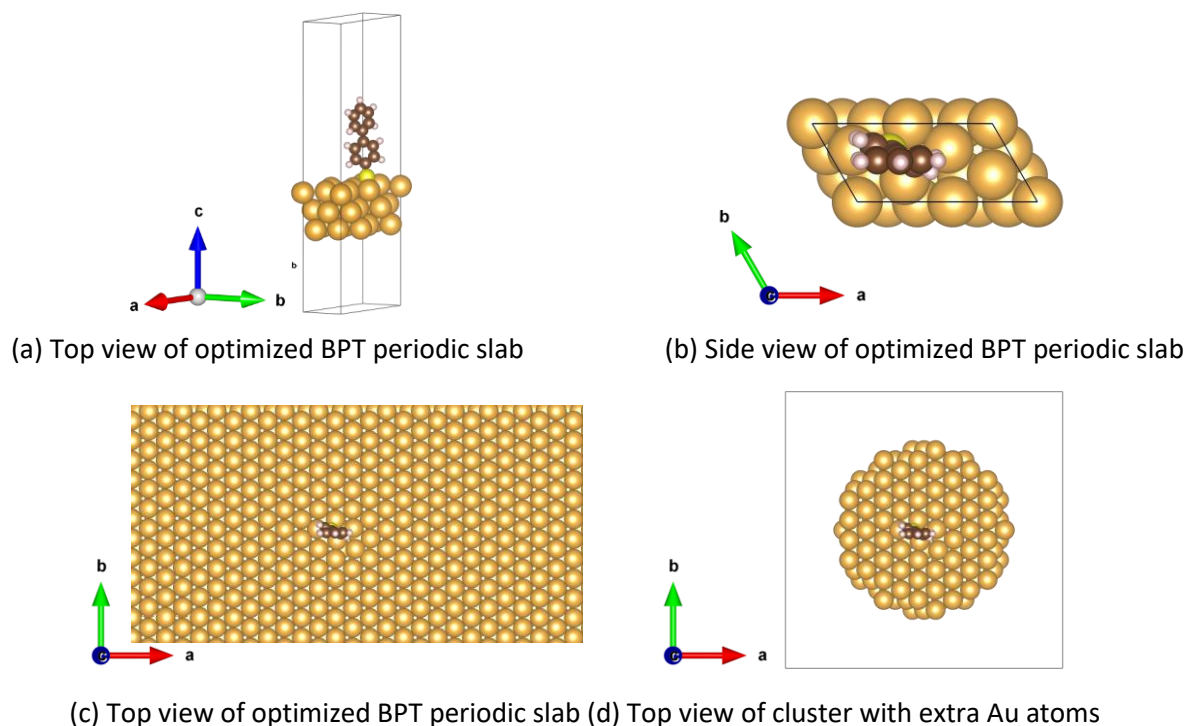 c
b
a
b
(a) Top view of optimized BPT periodic slab
b
a
(b) Side view of optimized BPT periodic slab
b
a
b
a
(c) Top view of optimized BPT periodic slab (d) Top view of cluster with extra Au atoms